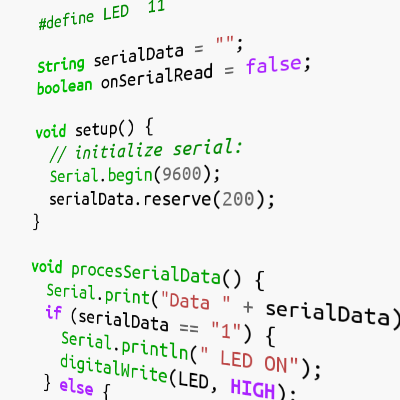 #define LED  11
String serialData = "";
boolean onSerialRead = false;
void setup() {
  // initialize serial:
  Serial.begin(9600);
  serialData.reserve(200);
}
void procesSerialData() {
  Serial.print("Data " + serialData)
  if (serialData == "1") {
    Serial.println(" LED ON");
    digitalWrite(LED, HIGH);
  } else {